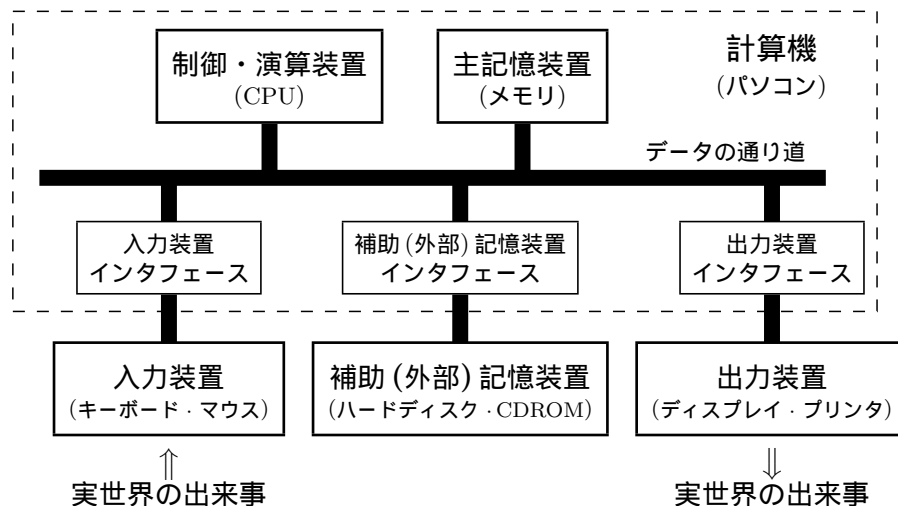 制御・演算装置
(CPU)
主記憶装置
(メモリ)
計算機
(パソコン)
データの通り道
入力装置
インタフェース
補助(外部)記憶装置
インタフェース
出力装置
インタフェース
入力装置
(キーボード・マウス)
補助(外部)記憶装置
(ハードディスク・CDROM)
出力装置
(ディスプレイ・プリンタ)
⇑
実世界の出来事
⇓
実世界の出来事